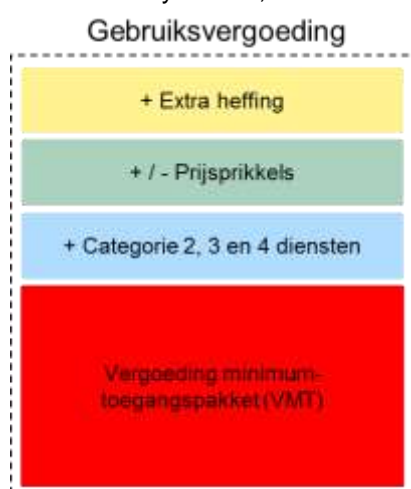 Gebruiksvergoeding
+ Extra heffing
+ / - Prijsprikkels
+ Categorie 2, 3 en 4 diensten
Vergoeding minimum-
toegangspakket (VMT)